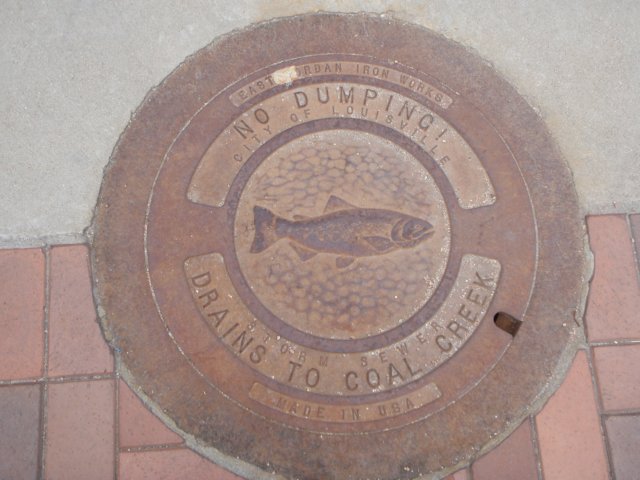 EAST JORDAN IRON WORKS
NO DUMPING!
CITY OF LOUISVILLE
STORM SEWER
DRAINS TO COAL CREEK
MADE IN USA